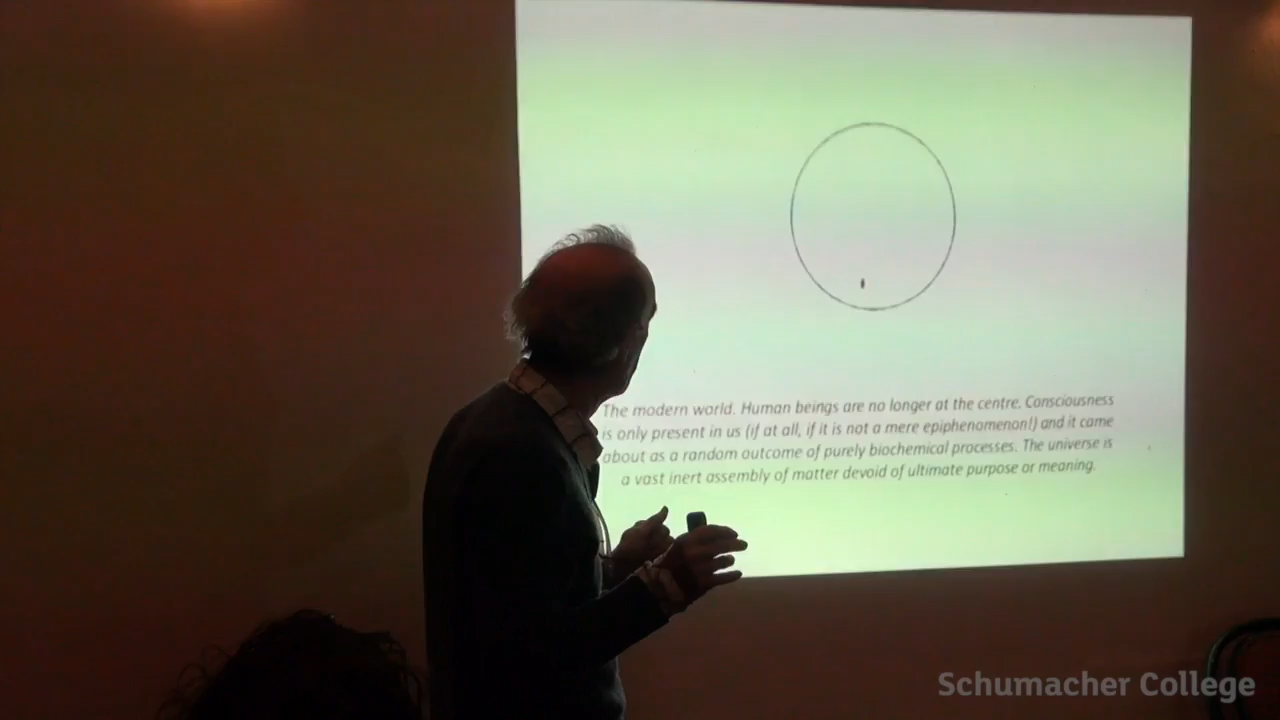 The modern world. Human beings are no longer at the centre. Consciousness
is only present in us (if at all, if it is not a mere epiphenomenon!) and it came
about as a random outcome of purely biochemical processes. The universe is
a vast inert assembly of matter devoid of ultimate purpose or meaning.
Schumacher College